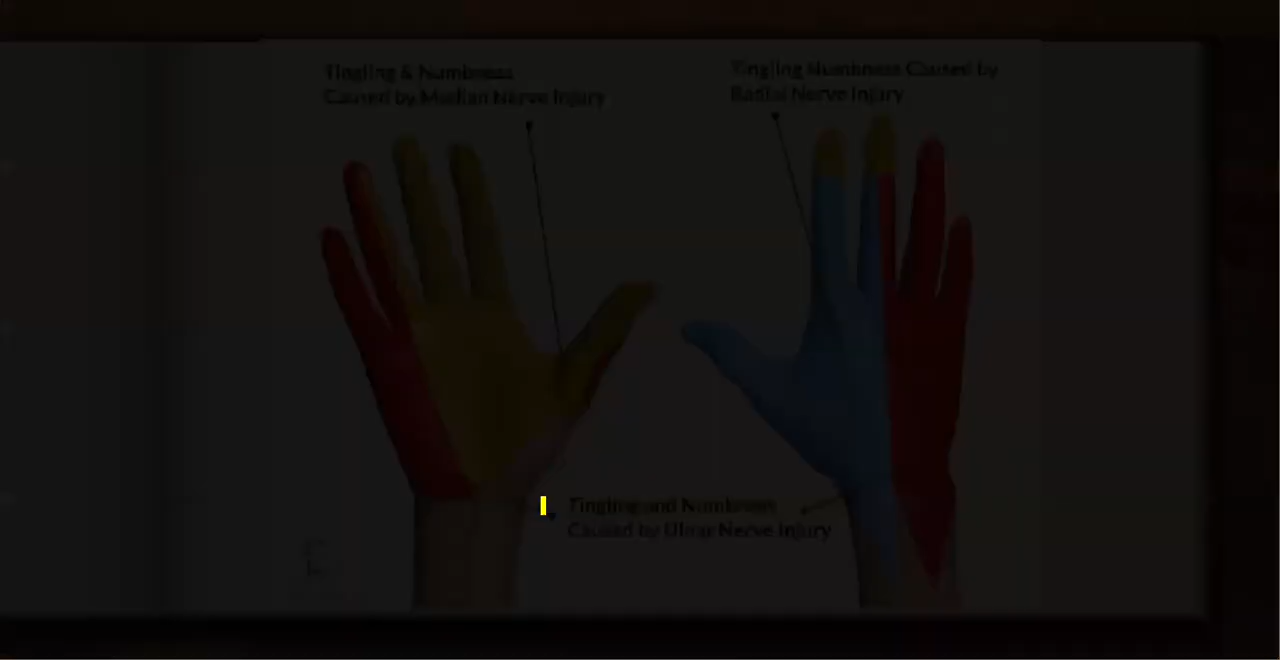 Tingling & Numbness
Caused by Median Nerve Injury
Tingling Numbness Caused by
Radial Nerve Injury
Tingling and Numbness
Caused by Ulnar Nerve Injury